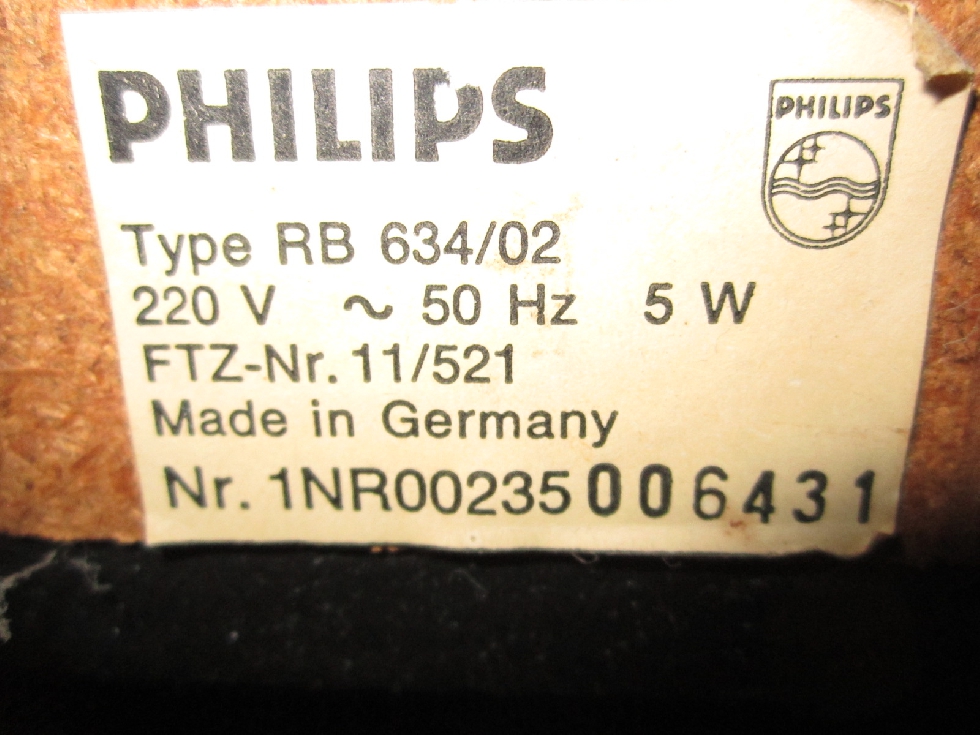 PHILIPS
PHILIPS
Type RB 634/02
220 V ~ 50 Hz 5 W
FTZ-Nr. 11/521
Made in Germany
Nr. 1NR00235006431